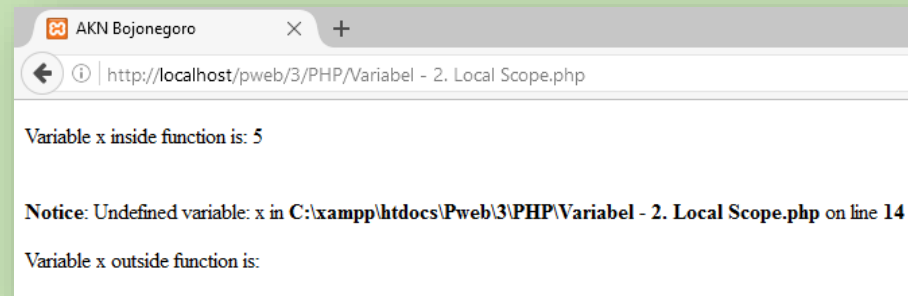 AKN Bojonegoro
http://localhost/pweb/3/PHP/Variabel - 2. Local Scope.php
Variable x inside function is: 5
Notice: Undefined variable: x in C:\xampp\htdocs\Pweb\3\PHP\Variabel - 2. Local Scope.php on line 14
Variable x outside function is: